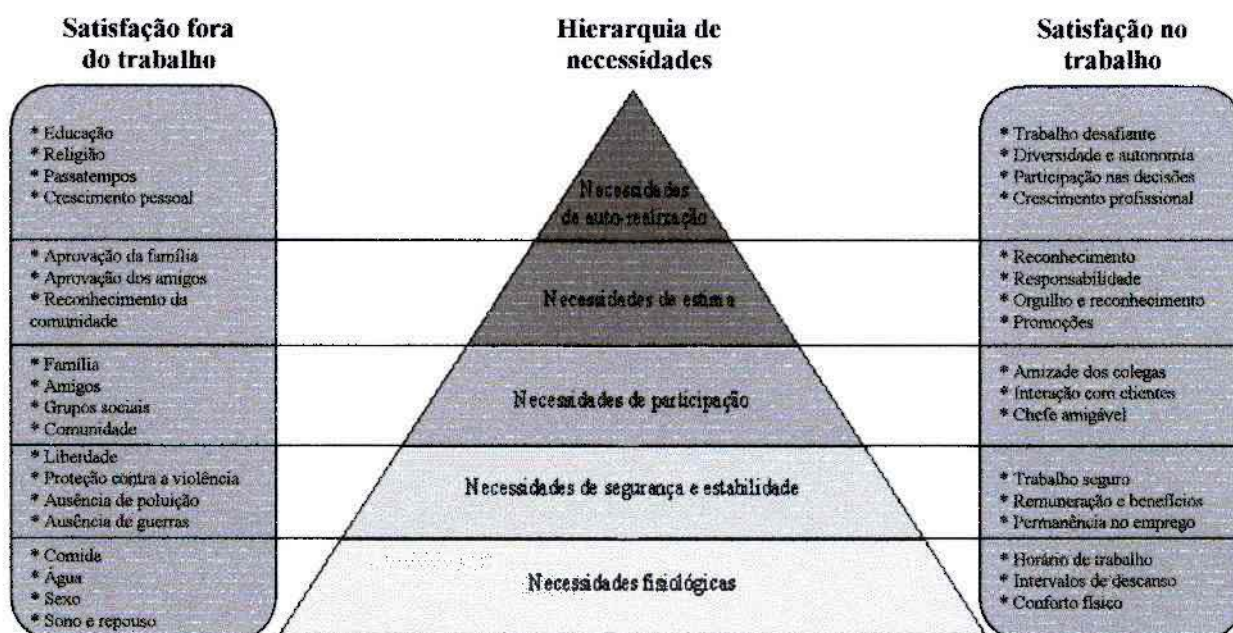 Satisfação fora
do trabalho
Hierarquia de
necessidades
Satisfação no
trabalho
* Educação
* Religião
* Passatempos
* Crescimento pessoal
Necessidades
de auto-realização
* Trabalho desafiante
* Diversidade e autonomia
* Participação nas decisões
* Crescimento profissional
* Aprovação da família
* Aprovação dos amigos
* Reconhecimento da
comunidade
Necessidades de estima
* Reconhecimento
* Responsabilidade
* Orgulho e reconhecimento
* Promoções
* Família
* Amigos
* Grupos sociais
* Comunidade
Necessidades de participação
* Amizade dos colegas
* Interação com clientes
* Chefe amigável
* Liberdade
* Proteção contra a violência
* Ausência de poluição
* Ausência de guerras
Necessidades de segurança e estabilidade
* Trabalho seguro
* Remuneração e benefícios
* Permanência no emprego
* Comida
* Água
* Sexo
* Sono e repouso
Necessidades fisiológicas
* Horário de trabalho
* Intervalos de descanso
* Conforto físico